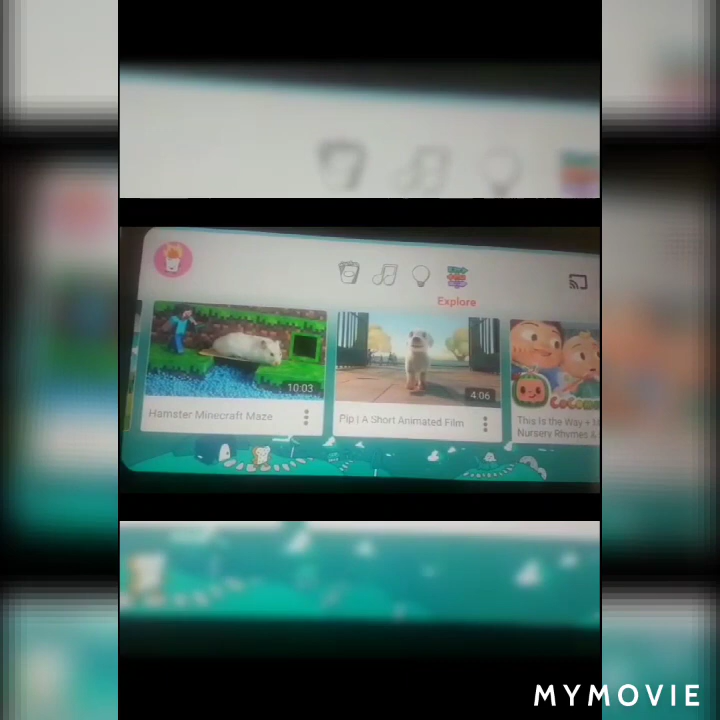 Explore
10:03
4:06
Hamster Minecraft Maze
Pip | A Short Animated Film
This Is the Way +
Nursery Rhymes &
MYMOVIE